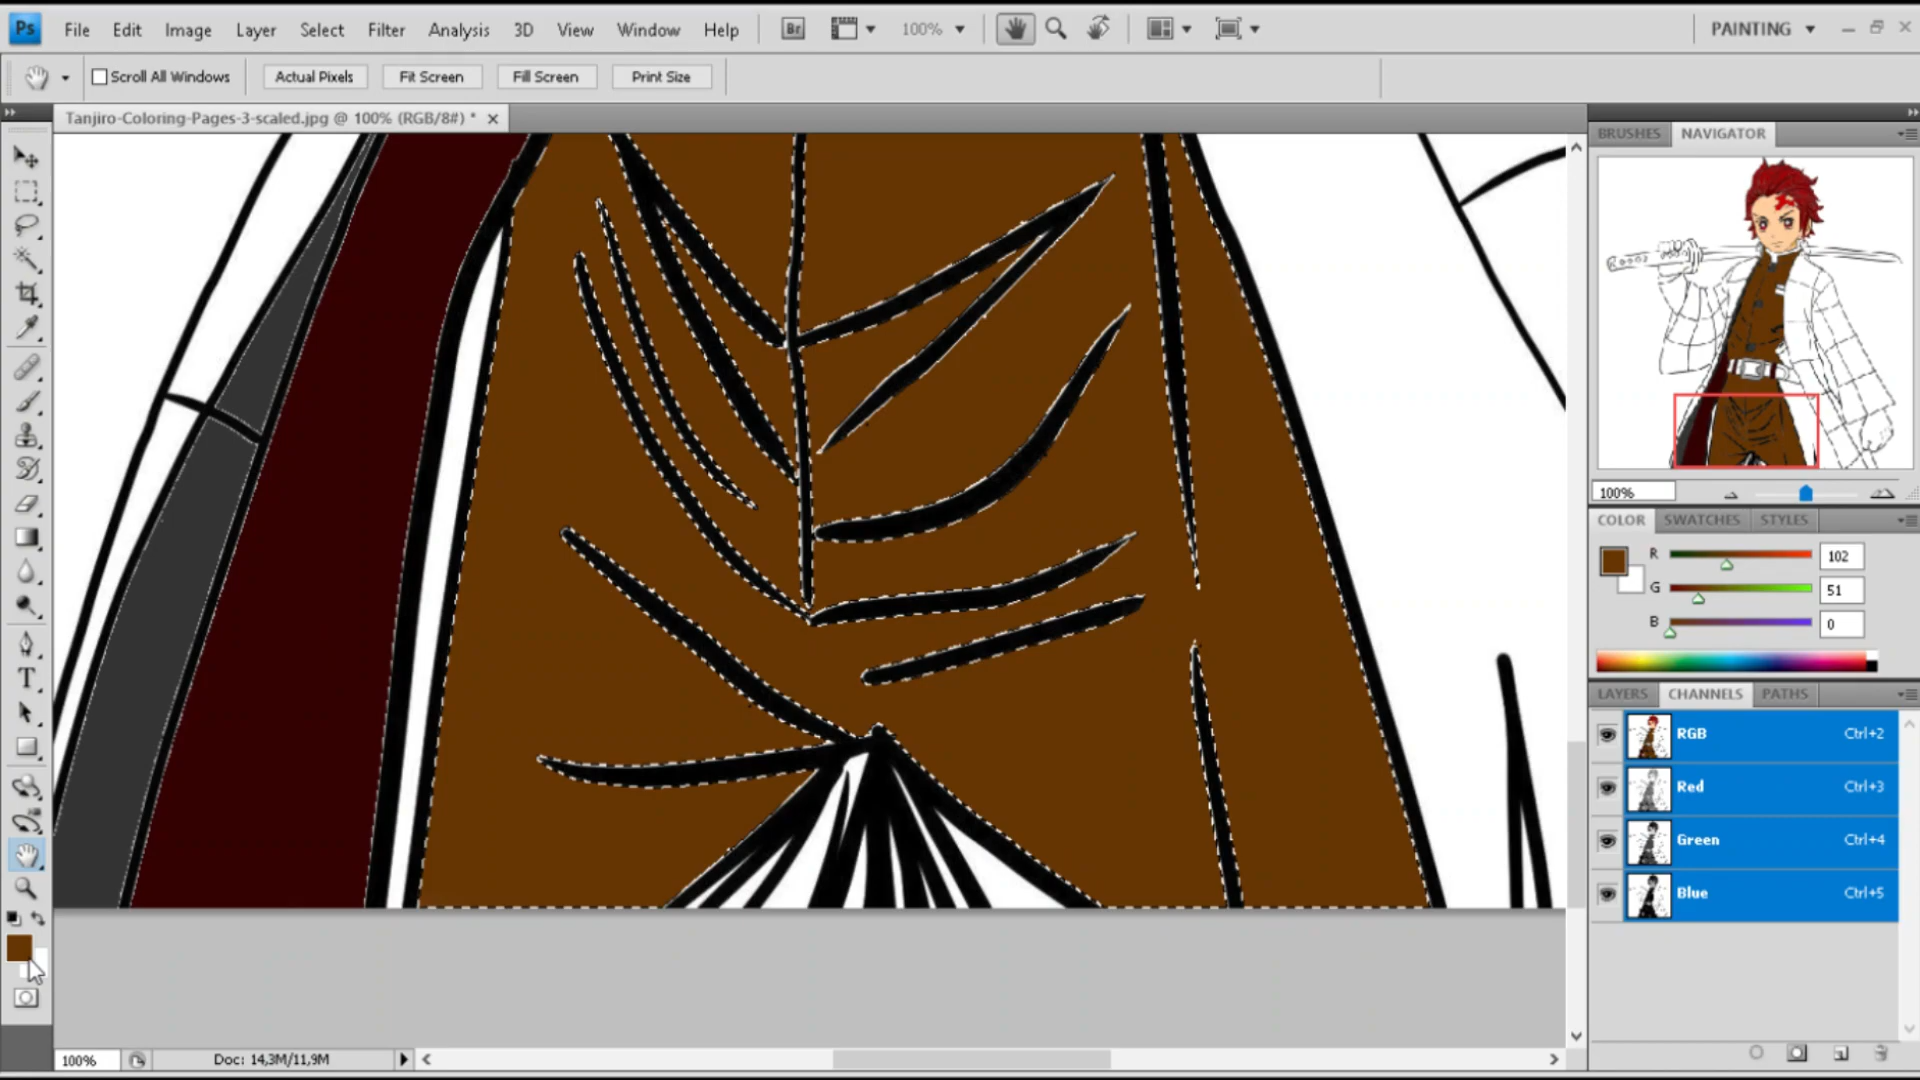 Ps File Edit Image Layer Select Filter Analysis 3D View Window Help Br 100% PAINTING
Scroll All Windows Actual Pixels Fit Screen Fill Screen Print Size
Tanjiro-Coloring-Pages-3-scaled.jpg @ 100% (RGB/8#) *
BRUSHES NAVIGATOR
100%
COLOR SWATCHES STYLES
R 102
G 51
B 0
LAYERS CHANNELS PATHS
RGB Ctrl+2
Red Ctrl+3
Green Ctrl+4
Blue Ctrl+5
T
100% Doc: 14,3M/11,9M